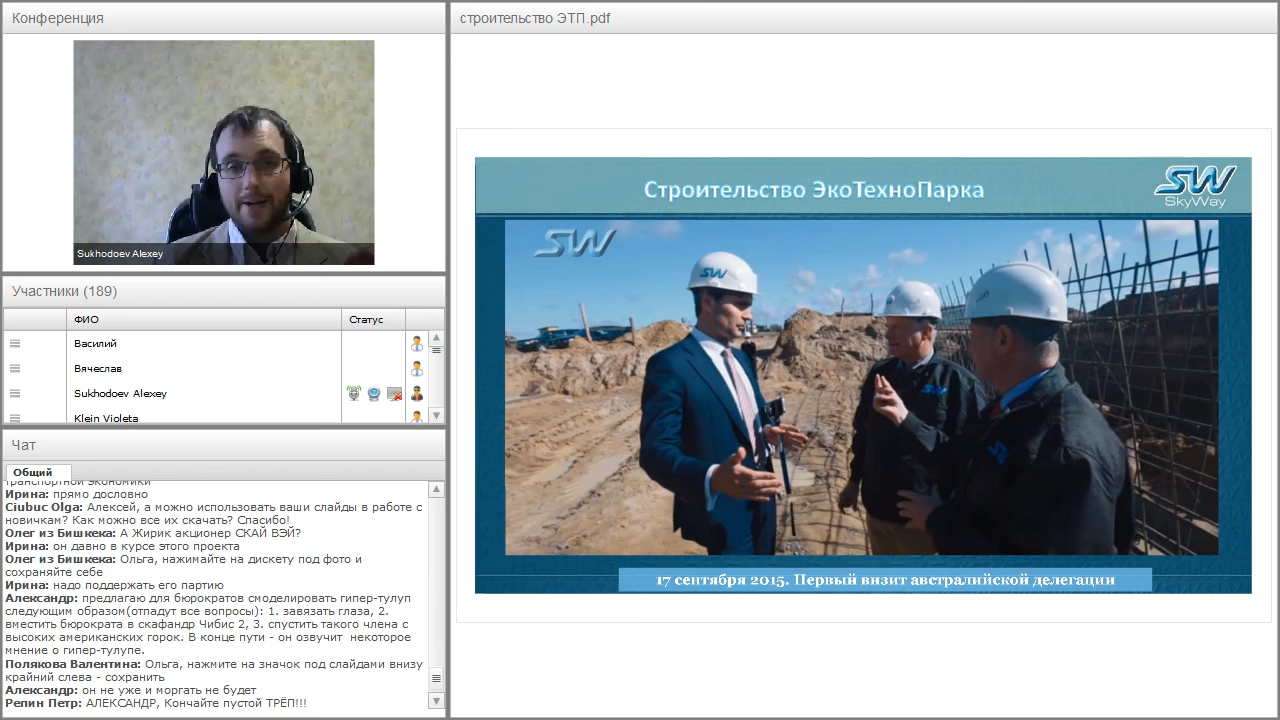 Конференция
Sukhodoev Alexey
Участники (189)
ФИО
Статус
Василий
Вячеслав
Sukhodoev Alexey
Klein Violeta
Чат
Общий
транспортной экономики
Ирина: прямо дословно
Ciubuc Olga: Алексей, а можно использовать ваши слайды в работе с
новичкам? Как можно все их скачать? Спасибо!
Олег из Бишкека: А Жирик акционер СКАЙ ВЭЙ?
Ирина: он давно в курсе этого проекта
Олег из Бишкека: Ольга, нажимайте на дискету под фото и
сохраняйте себе
Ирина: надо поддержать его партию
Александр: предлагаю для бюрократов смоделировать гипер-тулуп
следующим образом(отпадут все вопросы): 1. завязать глаза, 2.
вместить бюрократа в скафандр Чибис 2, 3. спустить такого члена с
высоких американских горок. В конце пути - он озвучит некоторое
мнение о гипер-тулупе.
Полякова Валентина: Ольга, нажмите на значок под слайдами внизу
крайний слева - сохранить
Александр: он не уже и моргать не будет
Репин Петр: АЛЕКСАНДР, Кннчайте пустой ТРЁП!!!
строительство ЭТП.pdf
Строительство ЭкоТехноПарка
SW
SkyWay
SW
SW
17 сентября 2015. Первый визит австралийской делегации